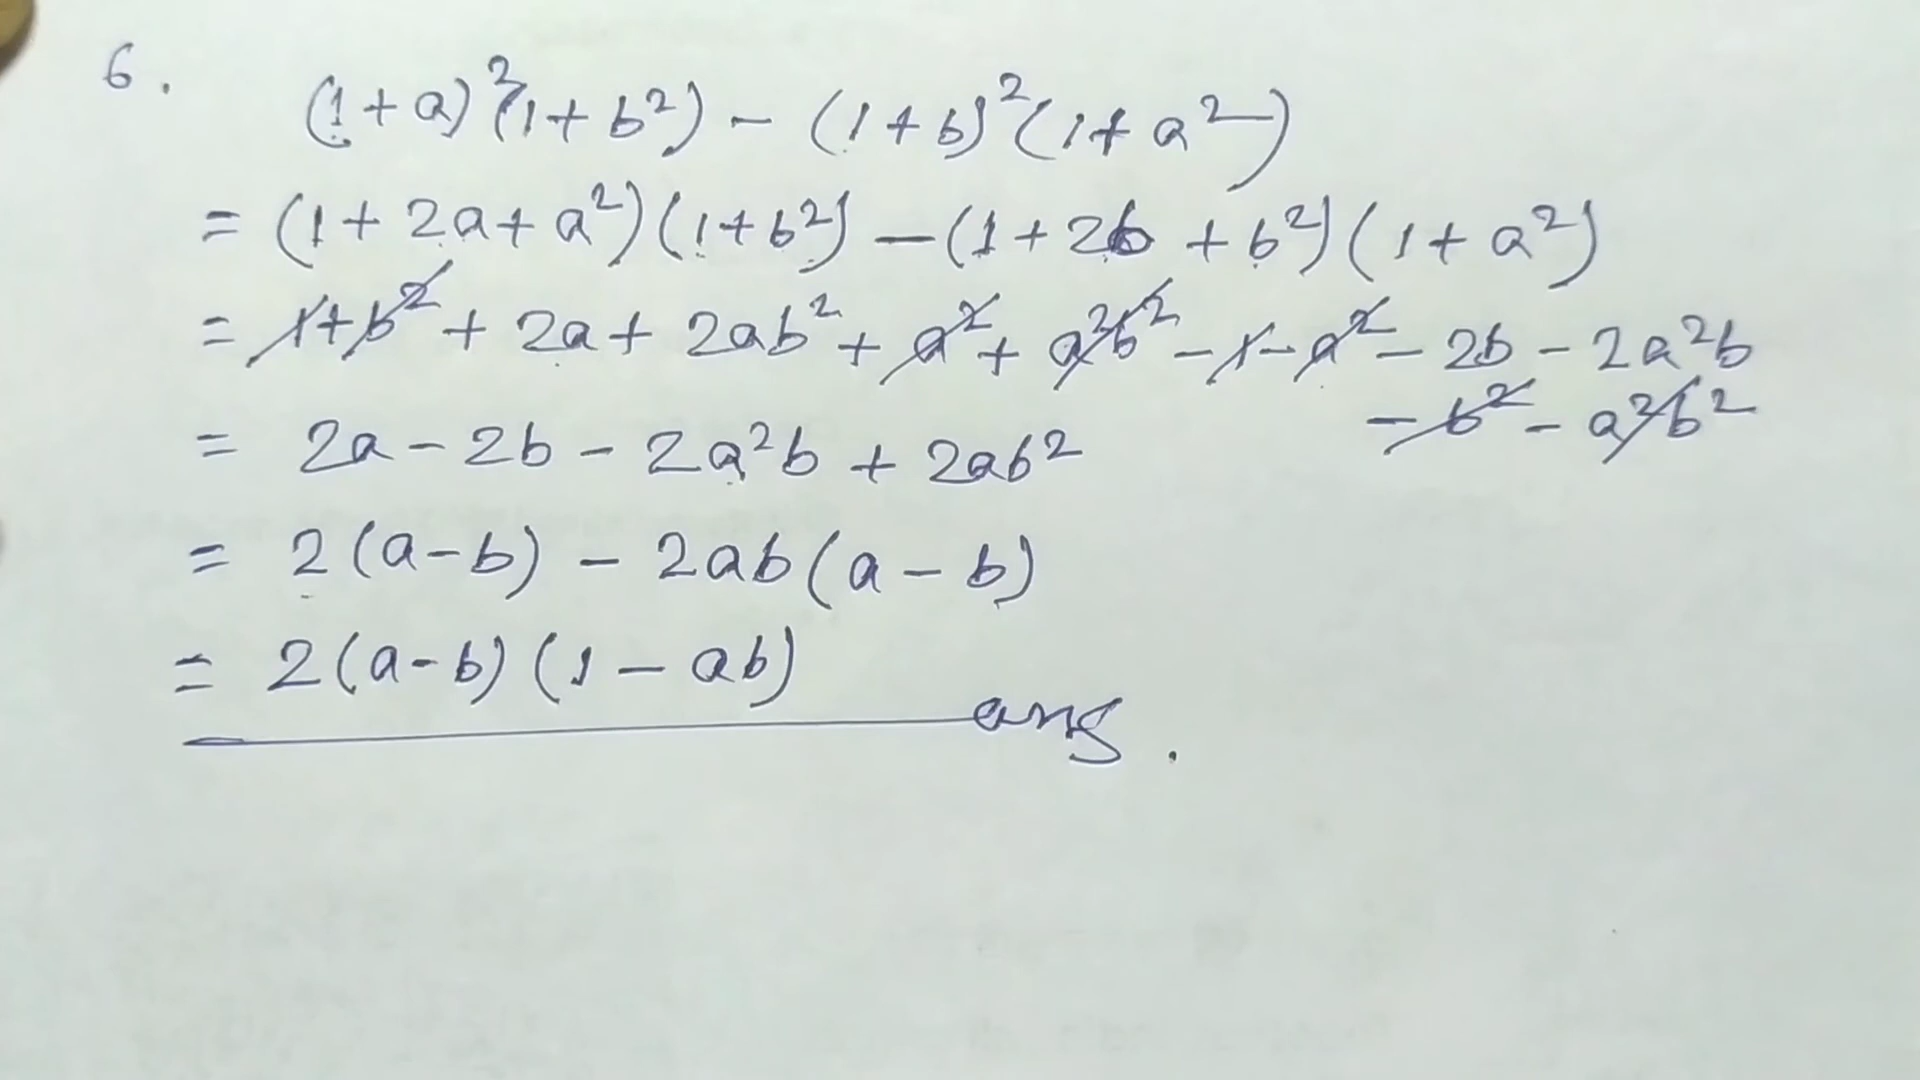 6. (1+a)²(1+b²) - (1+b)²(1+a²)
= (1+2a+a²)(1+b²) - (1+2b+b²)(1+a²)
= 1+b²+2a+2ab²+a²+a²b²-1-a²-2b-2a²b
-b²-a²b²
= 2a-2b-2a²b+2ab²
= 2(a-b)-2ab(a-b)
= 2(a-b)(1-ab)
ans.